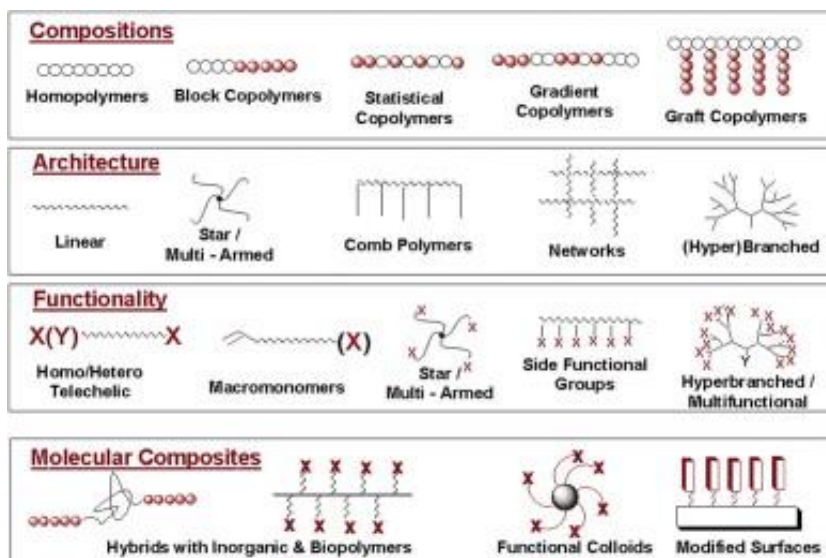 Compositions
Homopolymers
Block Copolymers
Statistical
Copolymers
Gradient
Copolymers
Graft Copolymers
Architecture
Linear
Star /
Multi - Armed
Comb Polymers
Networks
(Hyper)Branched
Functionality
X(Y) X
Homo/Hetero
Telechelic
(X)
Macromonomers
X X X X
Star /
Multi - Armed
X X X X X X
Side Functional
Groups
Y
Hyperbranched /
Multifunctional
Molecular Composites
X X X X
X X X X
Hybrids with Inorganic & Biopolymers
X X X X X X
Functional Colloids
Modified Surfaces